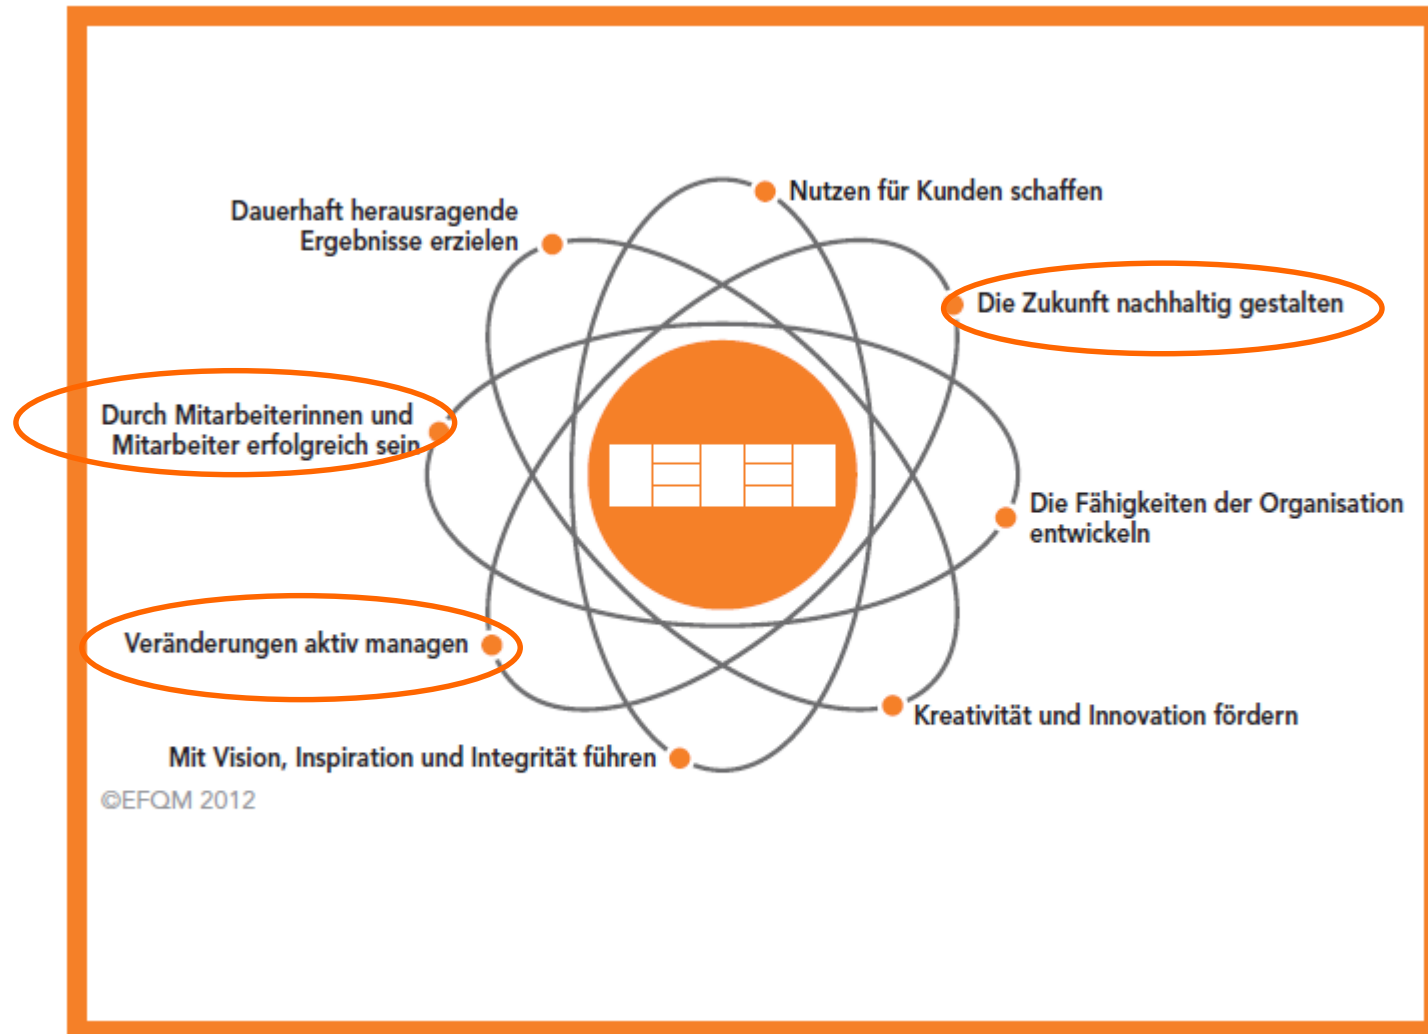 Nutzen für Kunden schaffen
Dauerhaft herausragende
Ergebnisse erzielen
Die Zukunft nachhaltig gestalten
Durch Mitarbeiterinnen und
Mitarbeiter erfolgreich sein
Die Fähigkeiten der Organisation
entwickeln
Veränderungen aktiv managen
Kreativität und Innovation fördern
Mit Vision, Inspiration und Integrität führen
©EFQM 2012